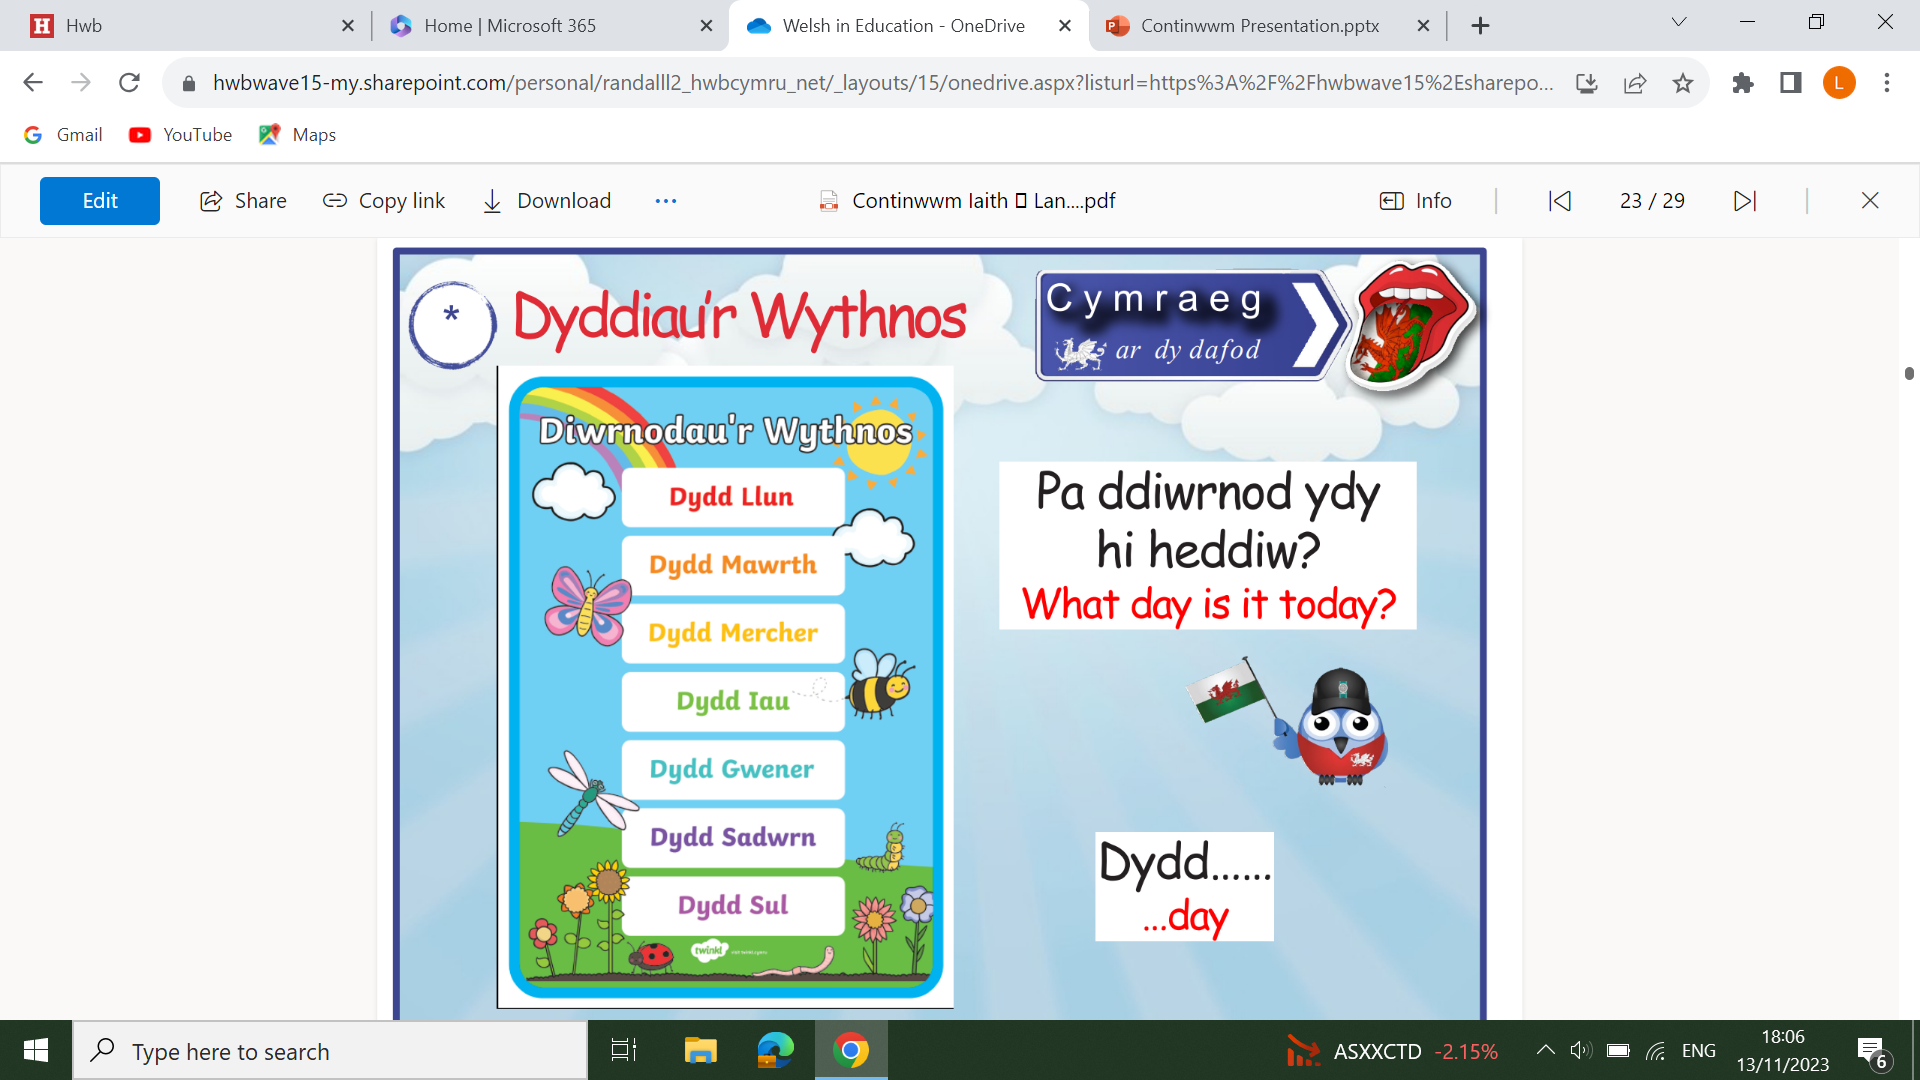 Hwb
Home | Microsoft 365
Welsh in Education - OneDrive
Continwwm Presentation.pptx
hwbwave15-my.sharepoint.com/personal/randalll2_hwbcymru_net/_layouts/15/onedrive.aspx?listurl=https%3A%2F%2Fhwbwave15%2Esharepo...
L
Gmail
YouTube
Maps
Edit
Share
Copy link
Download
...
Continwwm Iaith ▯ Lan....pdf
Info
23 / 29
*
Dyddiau'r Wythnos
Cymraeg
ar dy dafod
Diwrnodau'r Wythnos
Dydd Llun
Dydd Mawrth
Dydd Mercher
Dydd Iau
Dydd Gwener
Dydd Sadwrn
Dydd Sul
twinkl
Pa ddiwrnod ydy
hi heddiw?
What day is it today?
Dydd......
...day
Type here to search
ASXXCTD -2.15%
ENG
18:06
13/11/2023
6